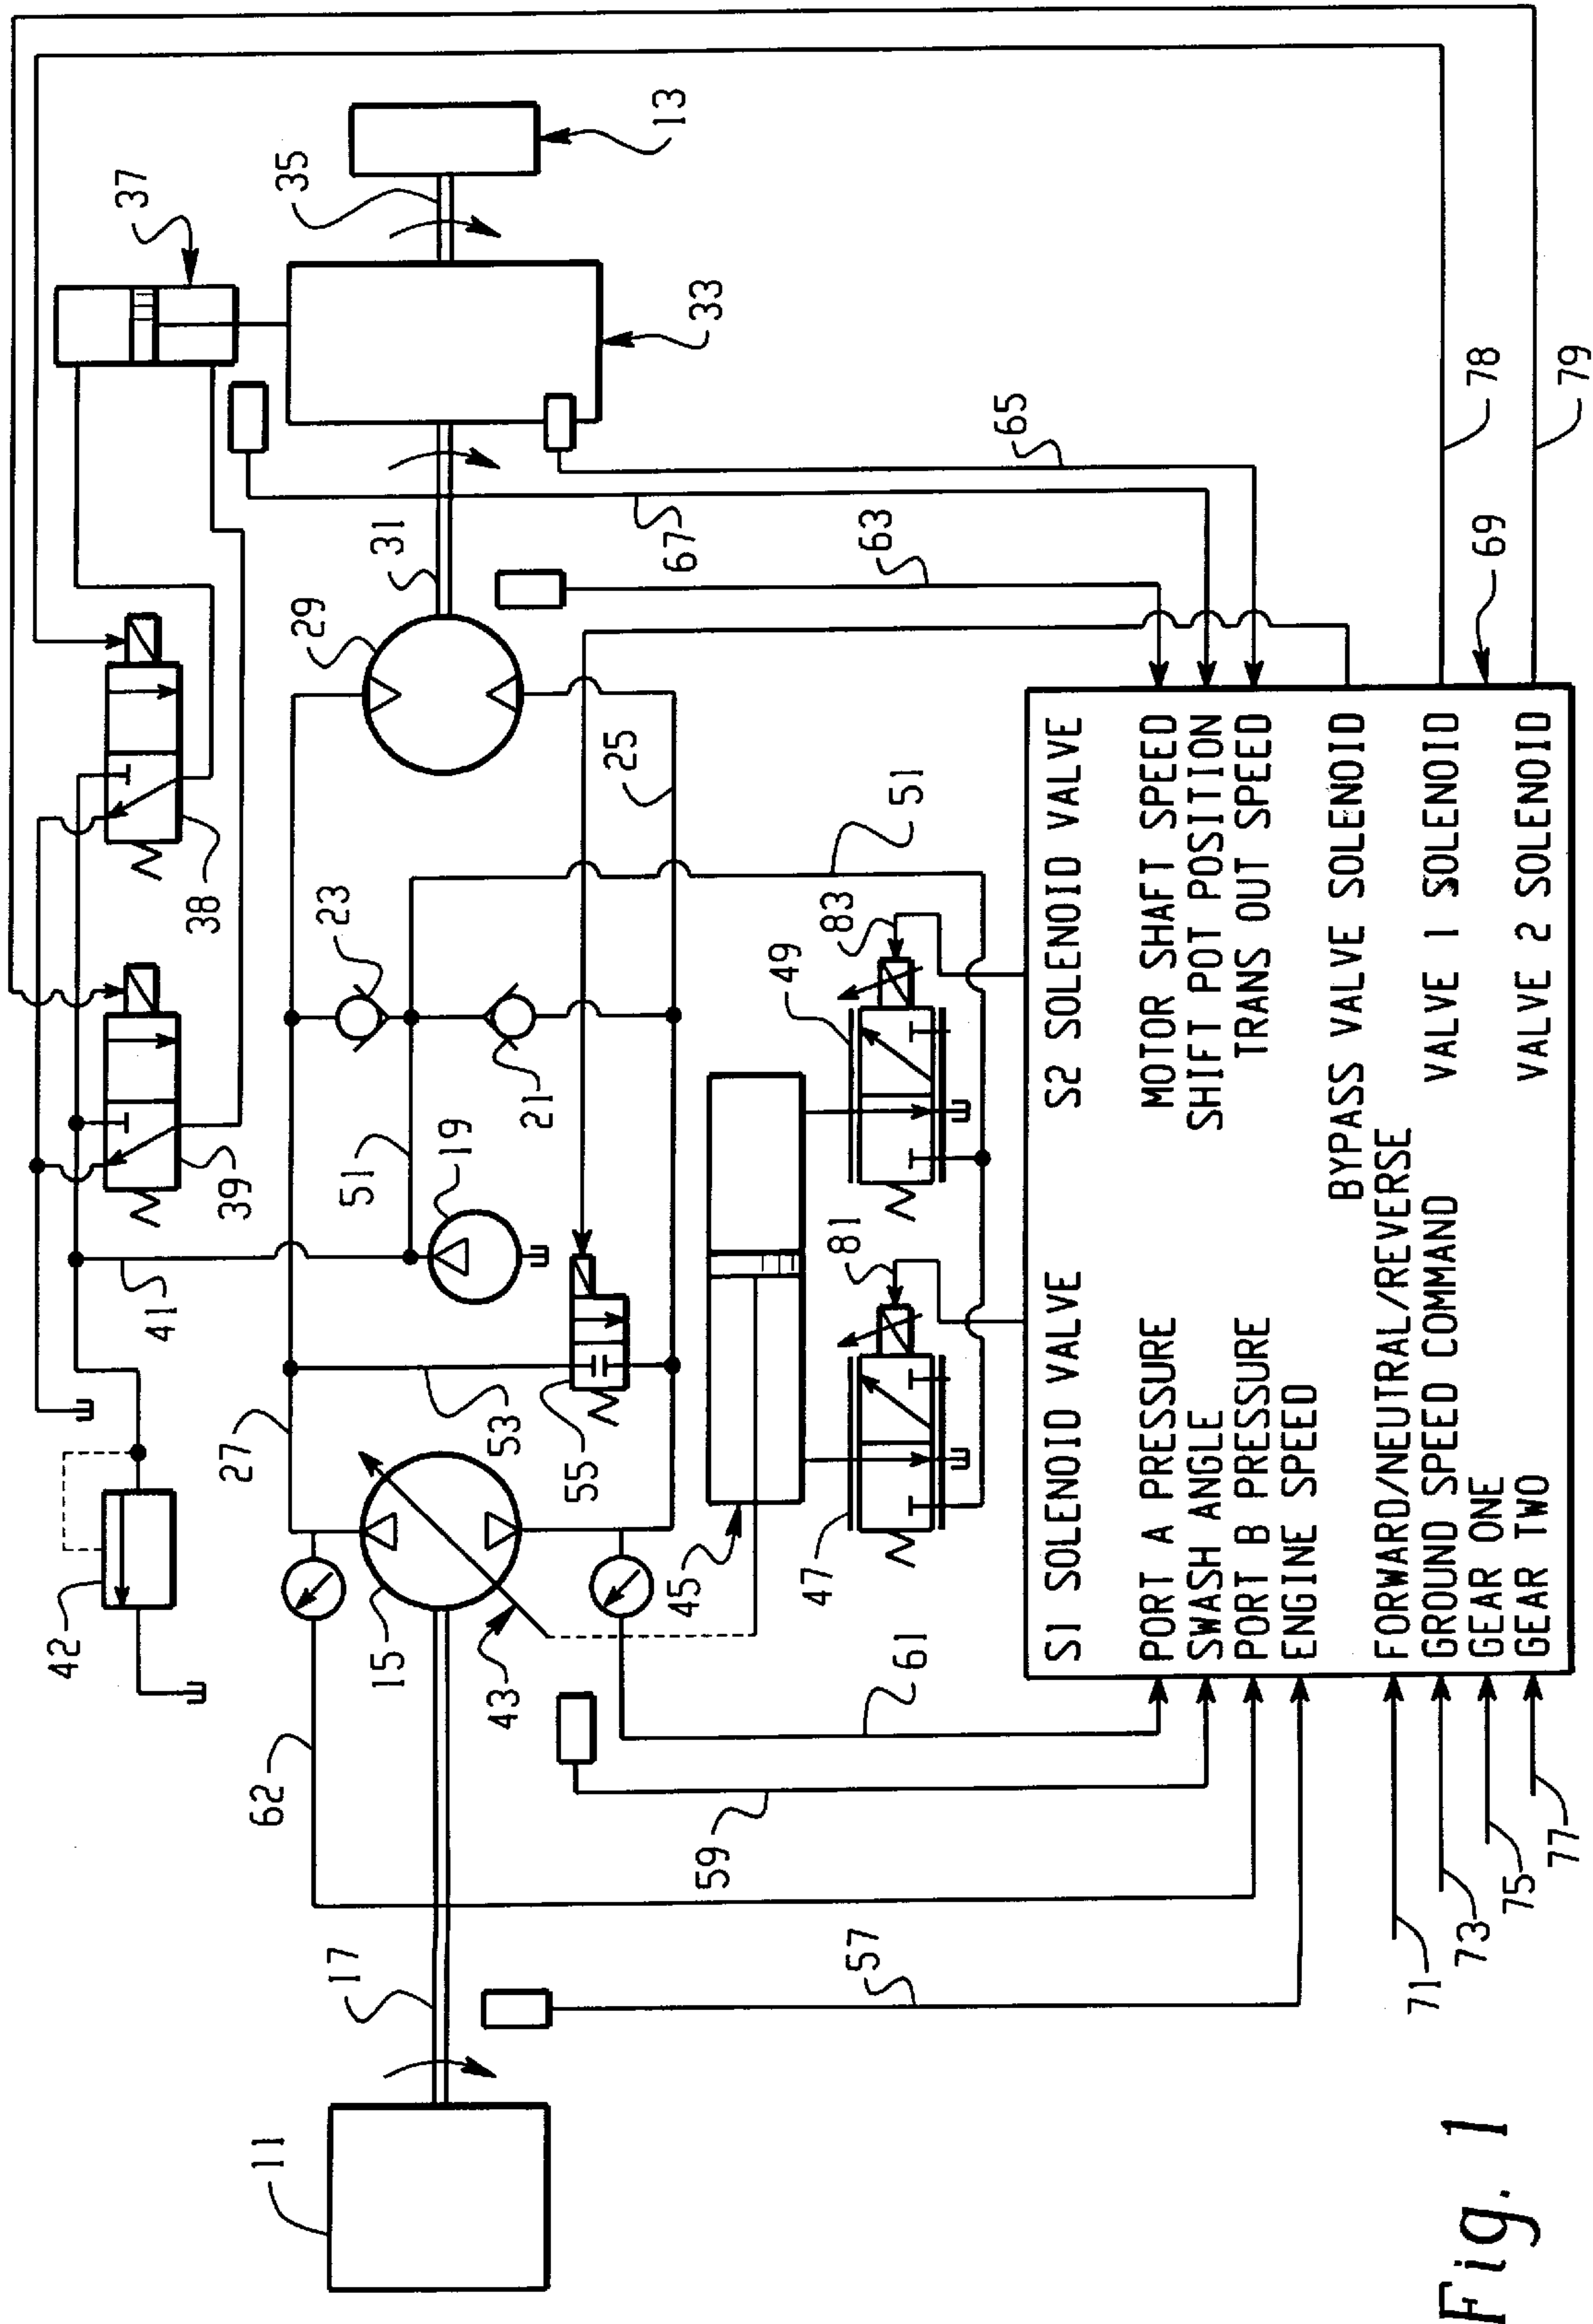 11
17
57
62
59
61
15
43
27
53
55
42
41
51
19
21
23
39
38
25
29
31
37
35
13
33
67
63
65
45
47
81
49
83
51
78
69
79
71
73
75
77
S1 SOLENOID VALVE
S2 SOLENOID VALVE
PORT A PRESSURE
MOTOR SHAFT SPEED
SWASH ANGLE
SHIFT POT POSITION
PORT B PRESSURE
TRANS OUT SPEED
ENGINE SPEED
BYPASS VALVE SOLENOID
FORWARD/NEUTRAL/REVERSE
GROUND SPEED COMMAND
VALVE 1 SOLENOID
GEAR ONE
GEAR TWO
VALVE 2 SOLENOID
Fig. 1